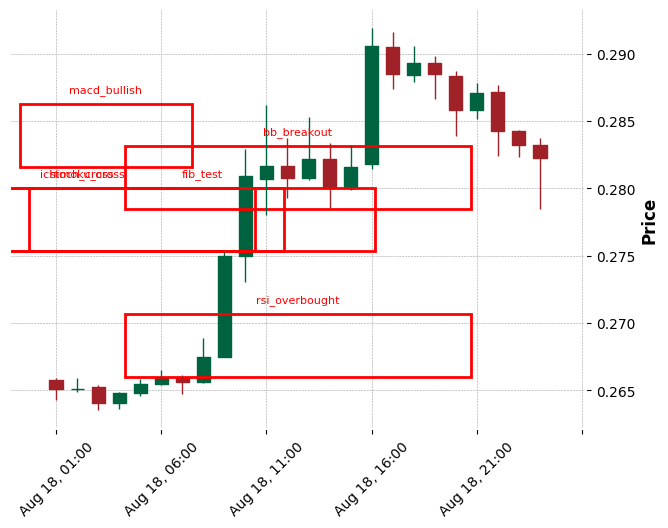 macd_bullish
bb_breakout
fib_test
rsi_overbought
0.290
0.285
0.280
0.275
0.270
0.265
Price
Aug 18, 01:00
Aug 18, 06:00
Aug 18, 11:00
Aug 18, 16:00
Aug 18, 21:00